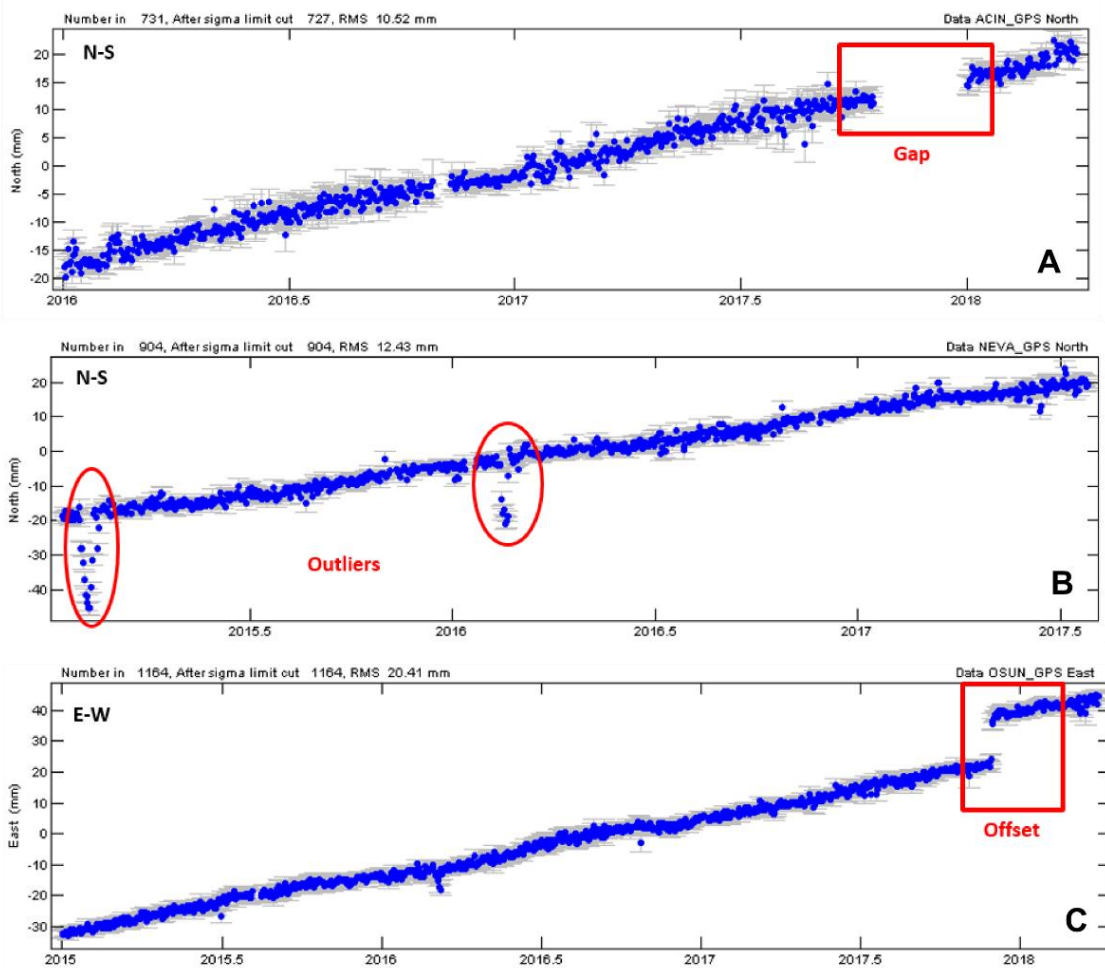 Number in 731, After sigma limit cut 727, RMS 10.52 mm Data ACIN_GPS North
N-S
20
15
10
5
0
-5
-10
-15
-20
North (mm)
Gap
A
2016 2016.5 2017 2017.5 2018
Number in 904, After sigma limit cut 904, RMS 12.43 mm Data NEVA_GPS North
N-S
20
10
0
-10
-20
-30
-40
North (mm)
Outliers
B
2015.5 2016 2016.5 2017 2017.5
Number in 1164, After sigma limit cut 1164, RMS 20.41 mm Data OSUN_GPS East
E-W
40
30
20
10
0
-10
-20
-30
East (mm)
Offset
C
2015 2015.5 2016 2016.5 2017 2017.5 2018